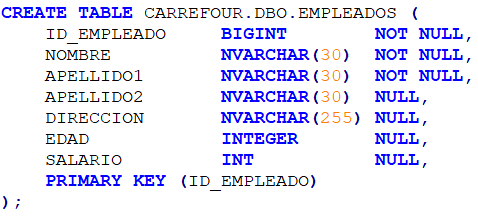 CREATE TABLE CARREFOUR.DBO.EMPLEADOS (
ID_EMPLEADO BIGINT NOT NULL,
NOMBRE NVARCHAR(30) NOT NULL,
APELLIDO1 NVARCHAR(30) NOT NULL,
APELLIDO2 NVARCHAR(30) NULL,
DIRECCION NVARCHAR(255) NULL,
EDAD INTEGER NULL,
SALARIO INT NULL,
PRIMARY KEY (ID_EMPLEADO)
);